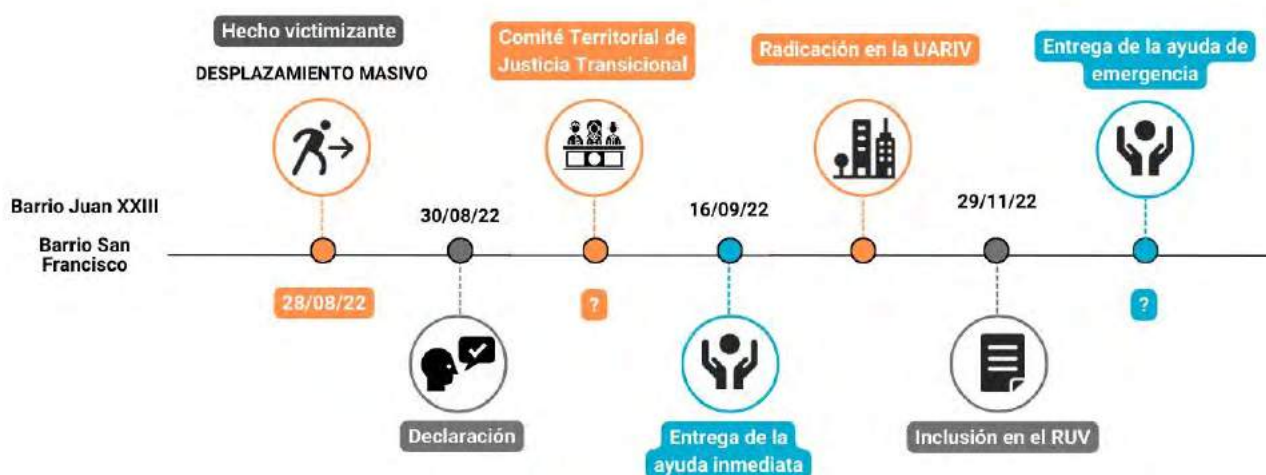 Hecho victimizante
DESPLAZAMIENTO MASIVO
Comité Territorial de
Justicia Transicional
Radicación en la UARIV
Entrega de la ayuda de
emergencia
Barrio Juan XXIII
Barrio San
Francisco
30/08/22
16/09/22
29/11/22
28/08/22
?
?
Declaración
Entrega de la
ayuda inmediata
Inclusión en el RUV